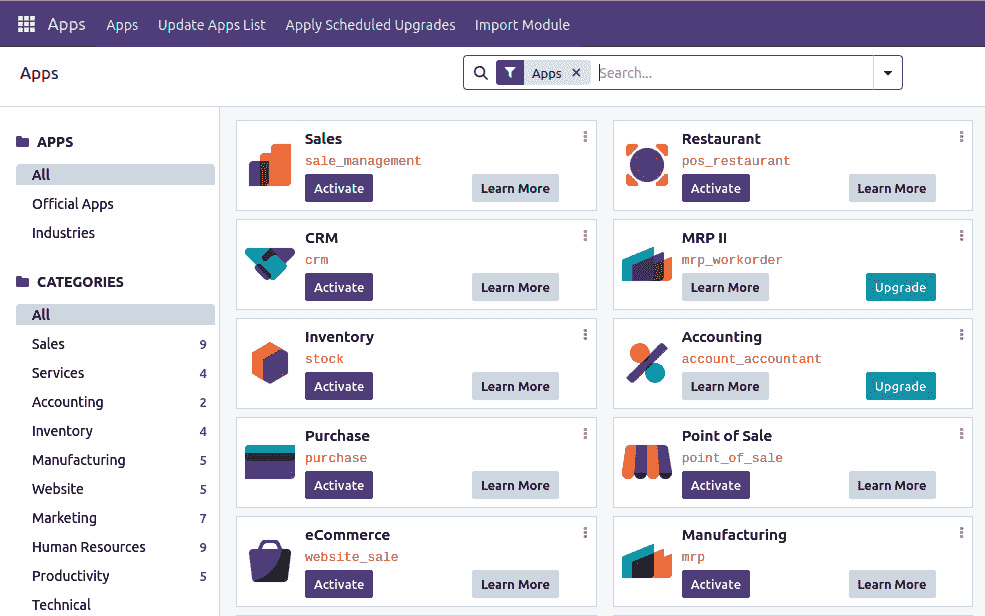 Apps Apps Update Apps List Apply Scheduled Upgrades Import Module
Apps
Apps × Search...
APPS
All
Official Apps
Industries
CATEGORIES
All
Sales 9
Services 4
Accounting 2
Inventory 4
Manufacturing 5
Website 5
Marketing 7
Human Resources 9
Productivity 5
Technical
Sales
sale_management
Activate Learn More
Restaurant
pos_restaurant
Activate Learn More
CRM
crm
Activate Learn More
MRP II
mrp_workorder
Learn More Upgrade
Inventory
stock
Activate Learn More
Accounting
account_accountant
Learn More Upgrade
Purchase
purchase
Activate Learn More
Point of Sale
point_of_sale
Activate Learn More
eCommerce
website_sale
Activate Learn More
Manufacturing
mrp
Activate Learn More